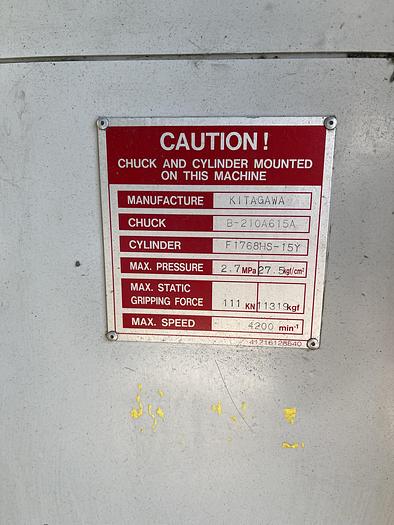 CAUTION!
CHUCK AND CYLINDER MOUNTED
ON THIS MACHINE
MANUFACTURE KITAGAWA
CHUCK B-210A615A
CYLINDER F1768HS-15Y
MAX. PRESSURE 2.7 MPa 27.5 kgf/cm²
MAX. STATIC
GRIPPING FORCE 111 KN 11319 kgf
MAX. SPEED 4200 min⁻¹
41216128640